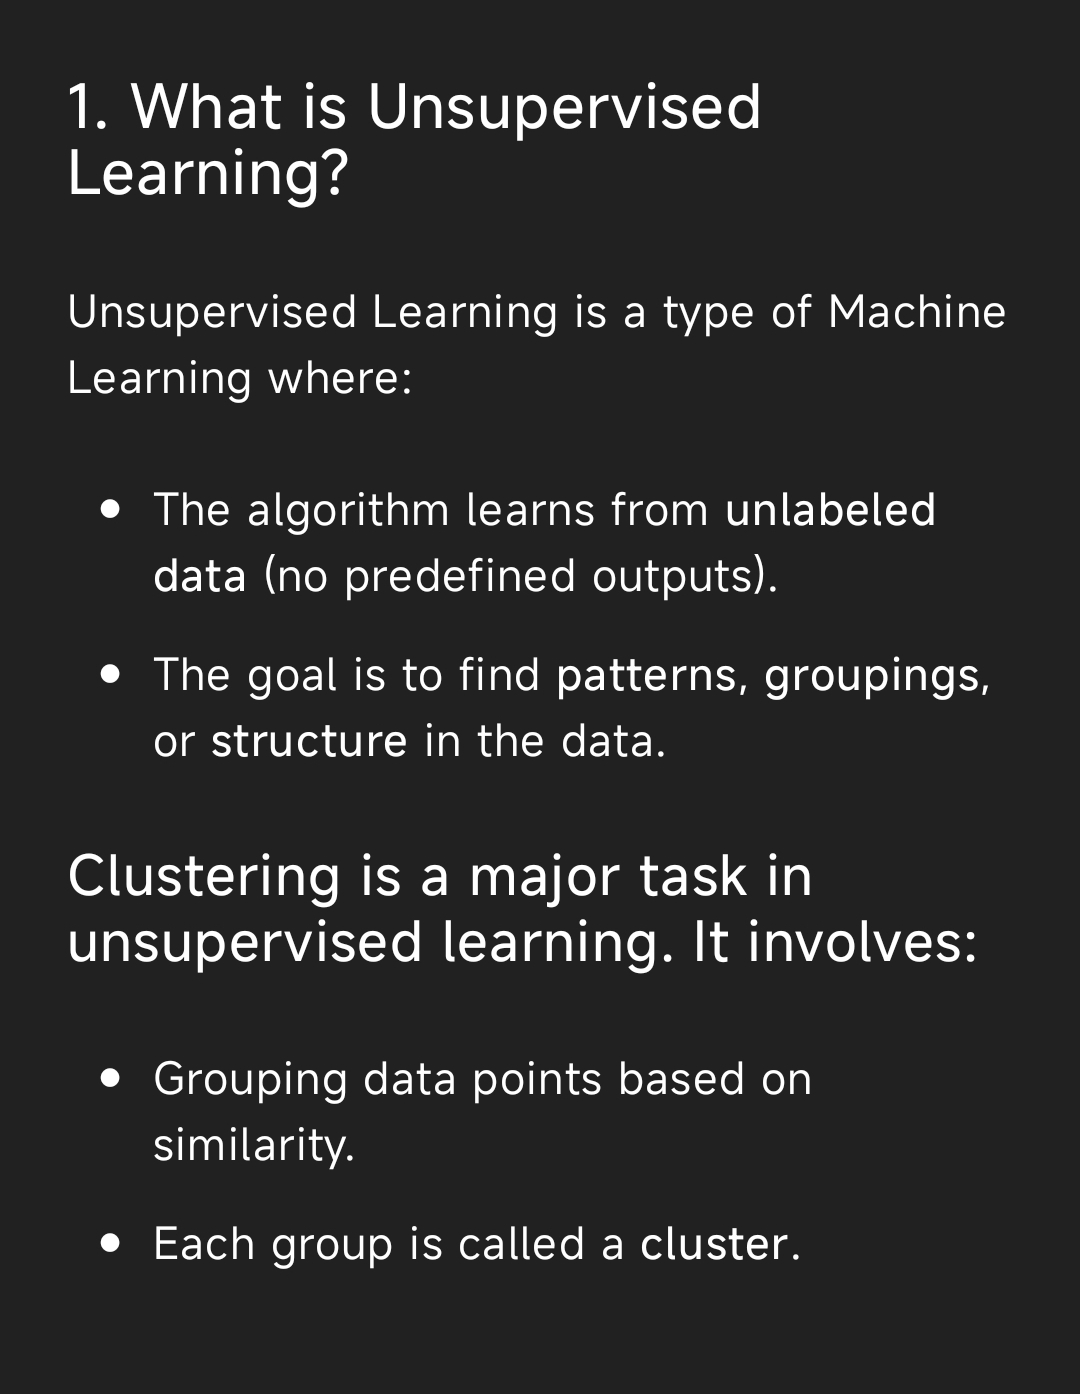 1. What is Unsupervised
Learning?
Unsupervised Learning is a type of Machine
Learning where:
• The algorithm learns from unlabeled
data (no predefined outputs).
• The goal is to find patterns, groupings,
or structure in the data.
Clustering is a major task in
unsupervised learning. It involves:
• Grouping data points based on
similarity.
• Each group is called a cluster.